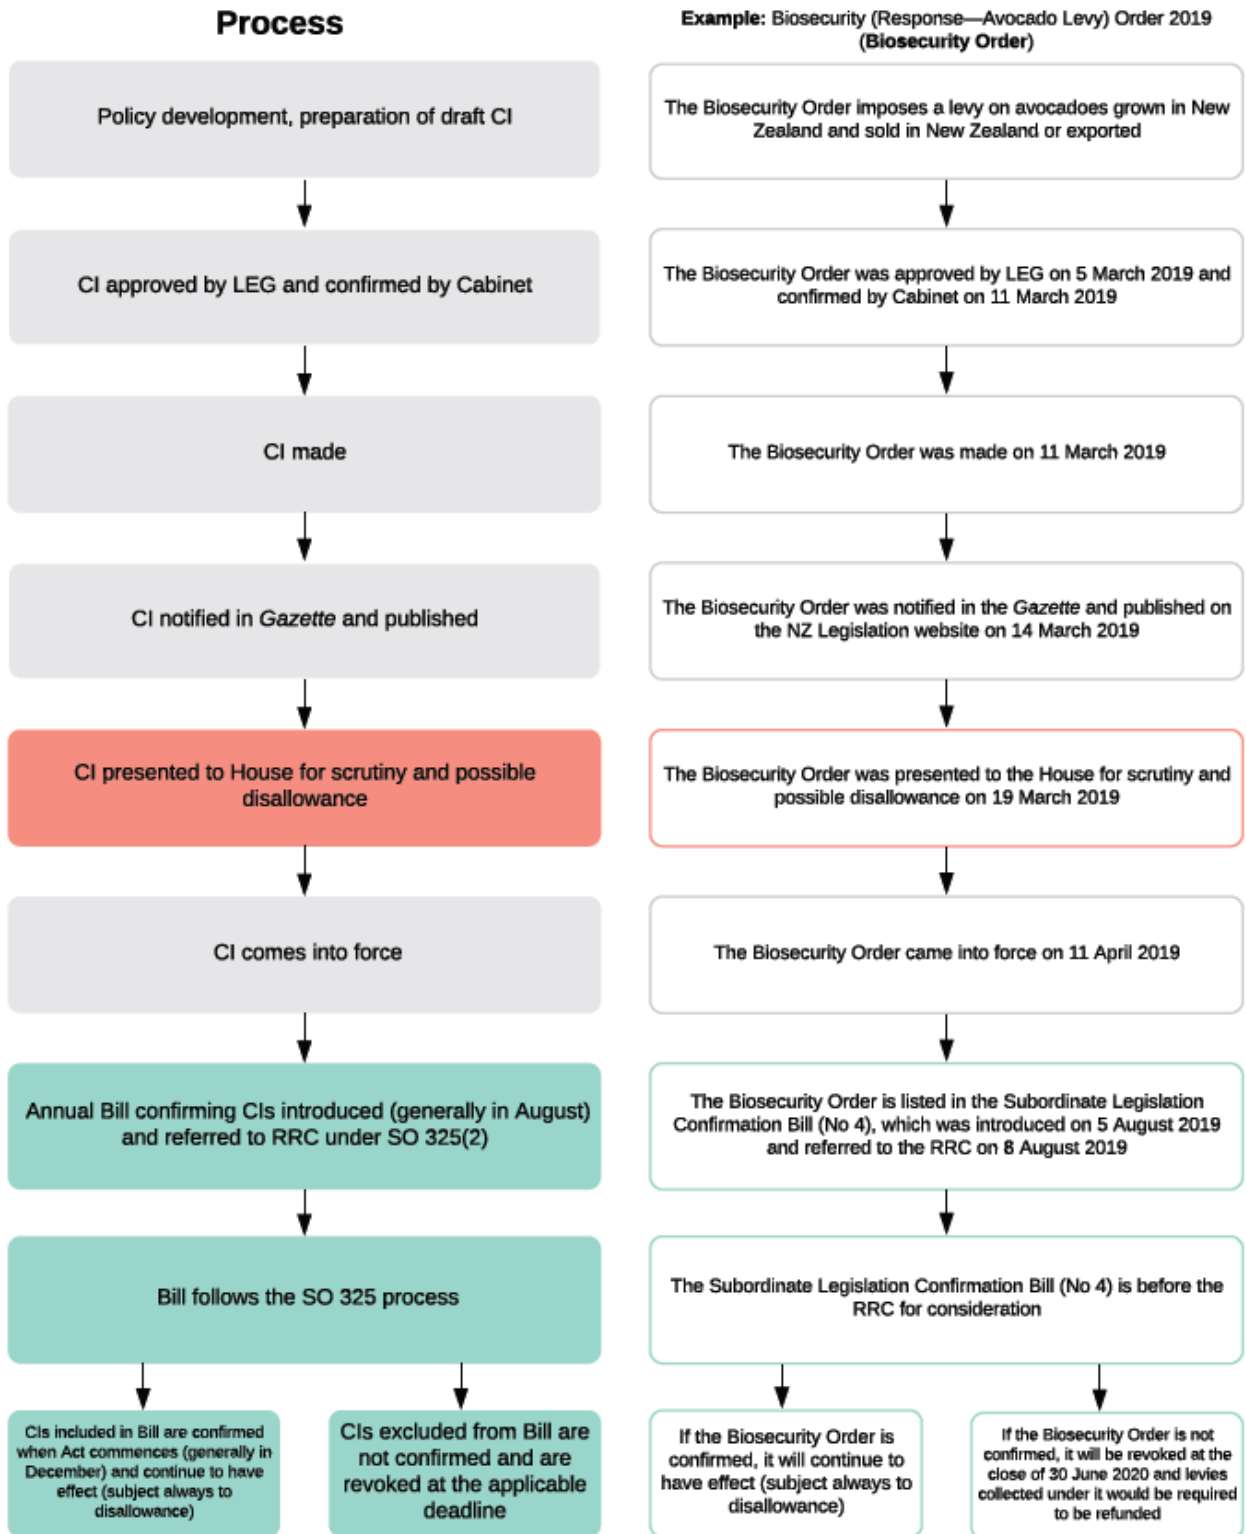 Process
Policy development, preparation of draft CI
CI approved by LEG and confirmed by Cabinet
CI made
CI notified in Gazette and published
CI presented to House for scrutiny and possible
disallowance
CI comes into force
Annual Bill confirming CIs introduced (generally in August)
and referred to RRC under SO 325(2)
Bill follows the SO 325 process
CIs included in Bill are confirmed
when Act commences (generally in
December) and continue to have
effect (subject always to
disallowance)
CIs excluded from Bill are
not confirmed and are
revoked at the applicable
deadline
Example: Biosecurity (Response—Avocado Levy) Order 2019
(Biosecurity Order)
The Biosecurity Order imposes a levy on avocadoes grown in New
Zealand and sold in New Zealand or exported
The Biosecurity Order was approved by LEG on 5 March 2019 and
confirmed by Cabinet on 11 March 2019
The Biosecurity Order was made on 11 March 2019
The Biosecurity Order was notified in the Gazette and published on
the NZ Legislation website on 14 March 2019
The Biosecurity Order was presented to the House for scrutiny and
possible disallowance on 19 March 2019
The Biosecurity Order came into force on 11 April 2019
The Biosecurity Order is listed in the Subordinate Legislation
Confirmation Bill (No 4), which was introduced on 5 August 2019
and referred to the RRC on 8 August 2019
The Subordinate Legislation Confirmation Bill (No 4) is before the
RRC for consideration
If the Biosecurity Order is
confirmed, it will continue to
have effect (subject always to
disallowance)
If the Biosecurity Order is not
confirmed, it will be revoked at the
close of 30 June 2020 and levies
collected under it would be required
to be refunded